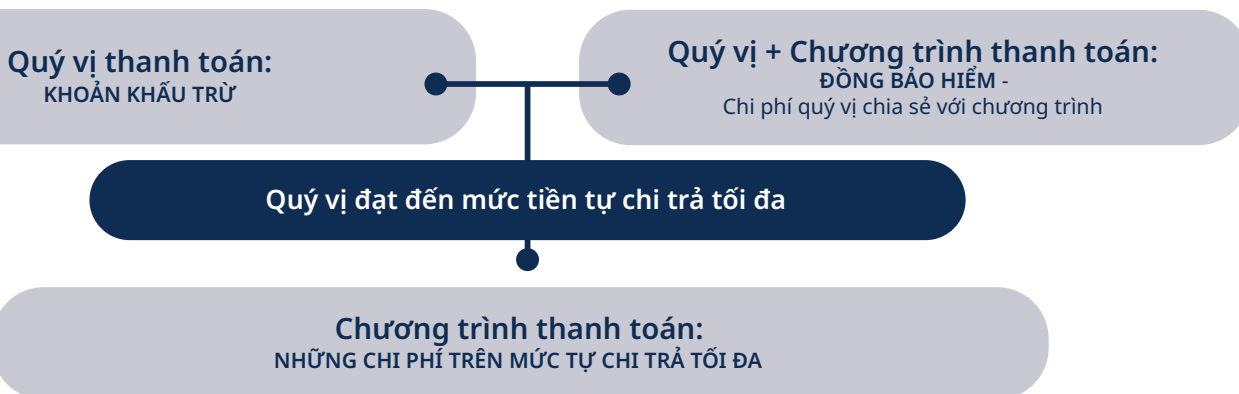 Quý vị thanh toán:
KHOẢN KHẤU TRỪ
Quý vị + Chương trình thanh toán:
ĐỒNG BẢO HIỂM -
Chi phí quý vị chia sẻ với chương trình
Quý vị đạt đến mức tiền tự chi trả tối đa
Chương trình thanh toán:
NHỮNG CHI PHÍ TRÊN MỨC TỰ CHI TRẢ TỐI ĐA